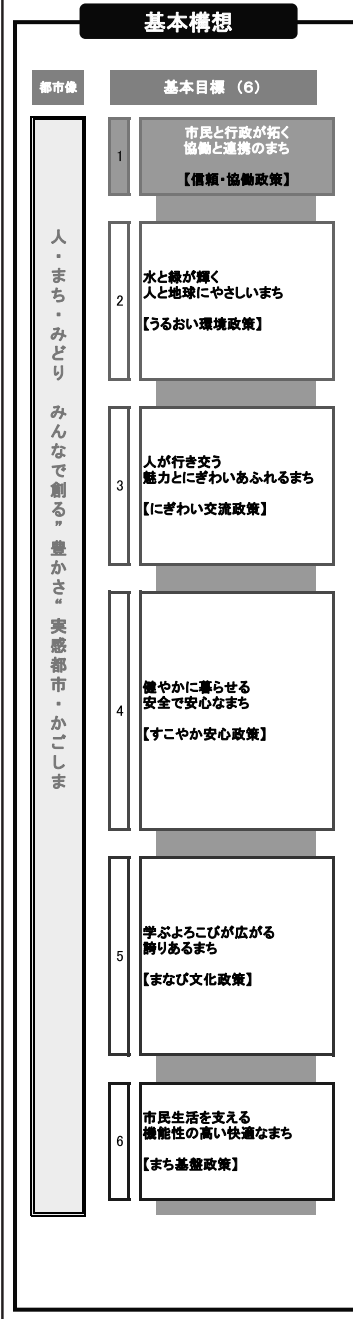 基本構想
都市像
基本目標（6）
人・まち・みどり　みんなで創る”豊かさ“実感都市・かごしま
1
市民と行政が拓く
協働と連携のまち
【信頼・協働政策】
2
水と緑が輝く
人と地球にやさしいまち
【うるおい環境政策】
3
人が行き交う
魅力とにぎわいあふれるまち
【にぎわい交流政策】
4
健やかに暮らせる
安全で安心なまち
【すこやか安心政策】
5
学ぶよろこびが広がる
誇りあるまち
【まなび文化政策】
6
市民生活を支える
機能性の高い快適なまち
【まち基盤政策】